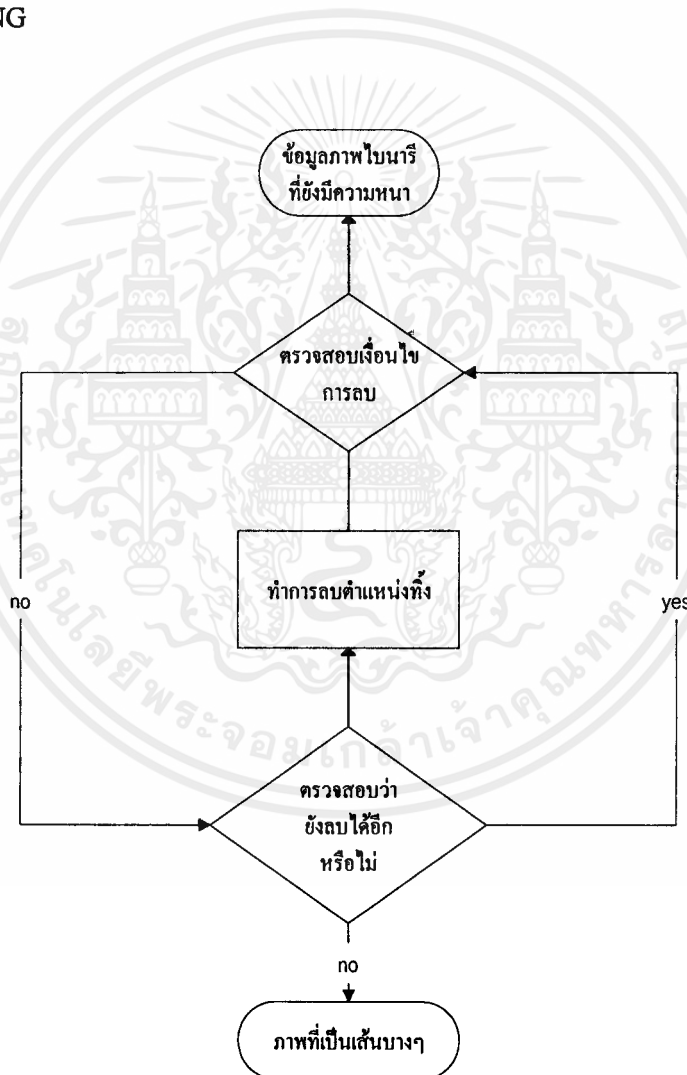 NG
ข้อมูลภาพไบนารี
ที่ยังมีความหนา
ตรวจสอบเงื่อนไข
การลบ
ทำการลบตำแหน่งทิ้ง
no
yes
ตรวจสอบว่า
ยังลบได้อีก
หรือไม่
no
ภาพที่เป็นเส้นบางๆ